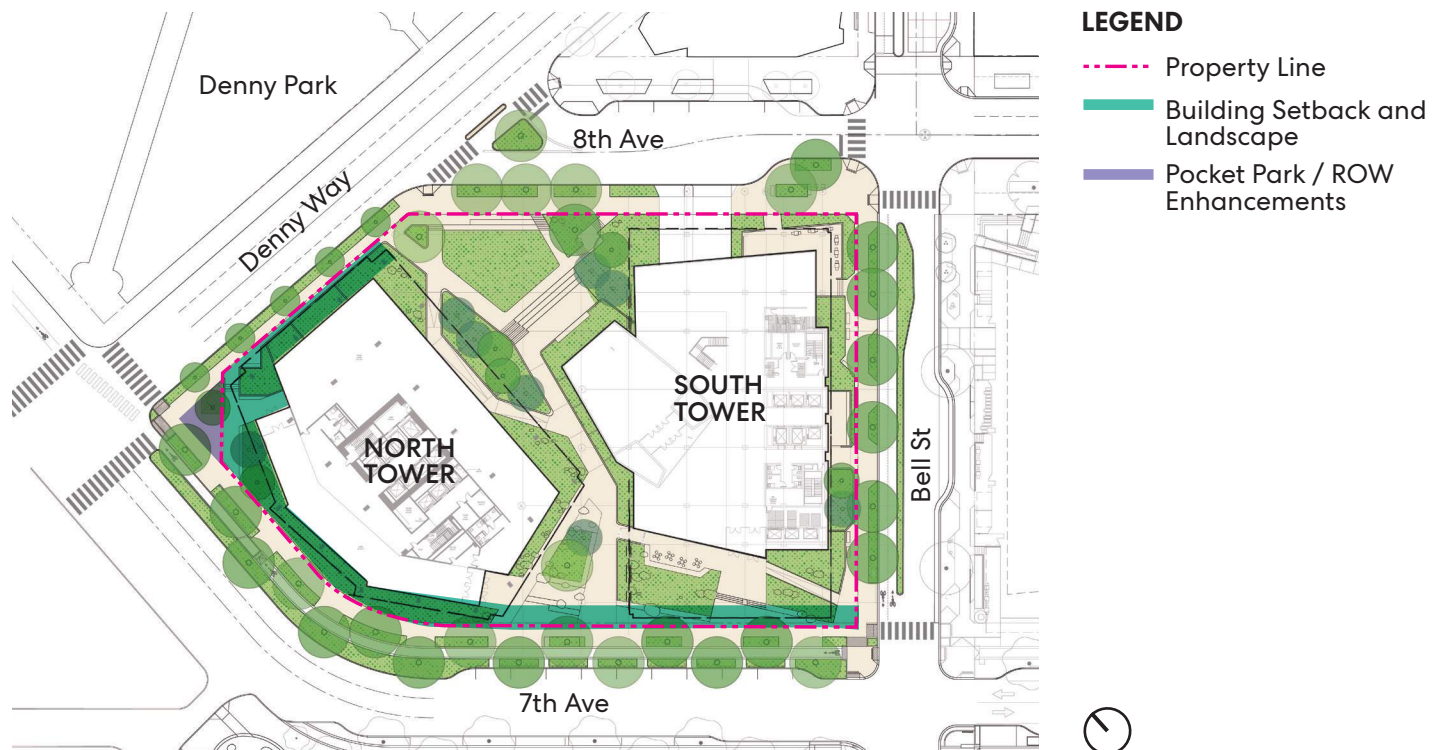 LEGEND
Property Line
Building Setback and
Landscape
Pocket Park / ROW
Enhancements
Denny Park
8th Ave
Denny Way
SOUTH
TOWER
NORTH
TOWER
Bell St
7th Ave